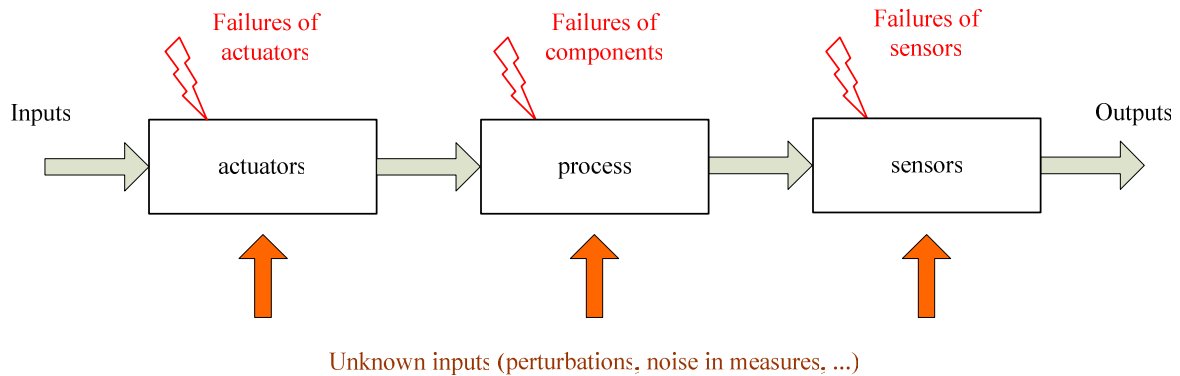 Failures of
actuators
Failures of
components
Failures of
sensors
Inputs
Outputs
actuators
process
sensors
Unknown inputs (perturbations, noise in measures, ...)